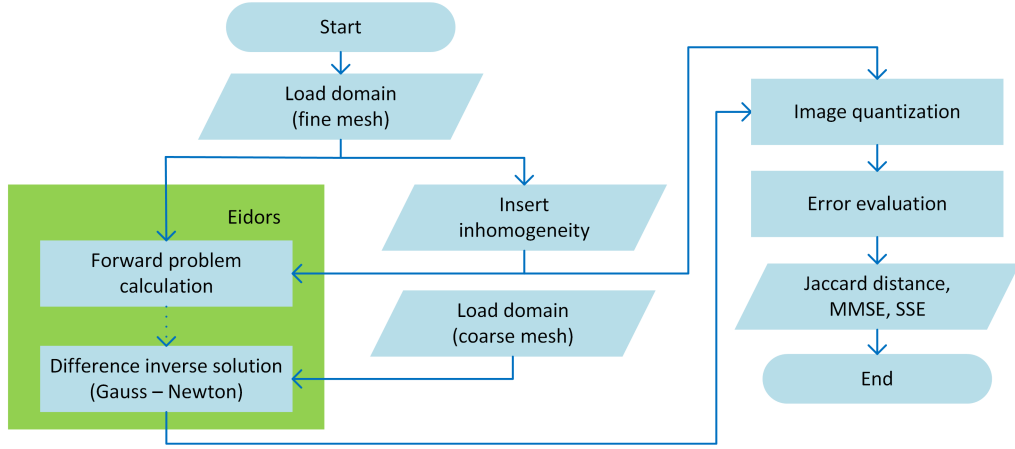 Start
Load domain
(fine mesh)
Insert
inhomogeneity
Eidors
Forward problem
calculation
Load domain
(coarse mesh)
Difference inverse solution
(Gauss – Newton)
Image quantization
Error evaluation
Jaccard distance,
MMSE, SSE
End